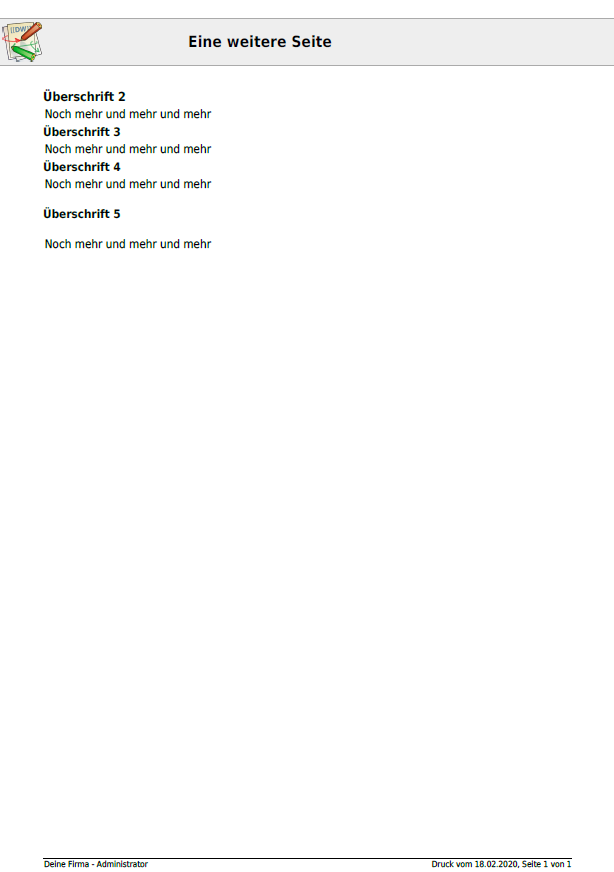 [[DW
Eine weitere Seite
Überschrift 2
Noch mehr und mehr und mehr
Überschrift 3
Noch mehr und mehr und mehr
Überschrift 4
Noch mehr und mehr und mehr
Überschrift 5
Noch mehr und mehr und mehr
Deine Firma - Administrator
Druck vom 18.02.2020, Seite 1 von 1